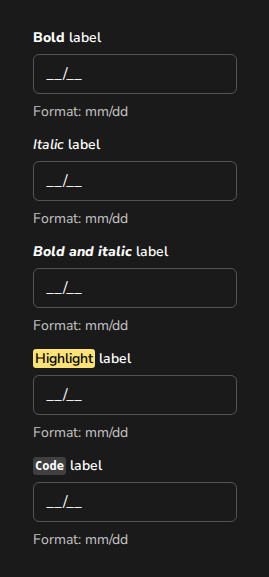 Bold label
__/__
Format: mm/dd
Italic label
__/__
Format: mm/dd
Bold and italic label
__/__
Format: mm/dd
Highlight label
__/__
Format: mm/dd
Code label
__/__
Format: mm/dd